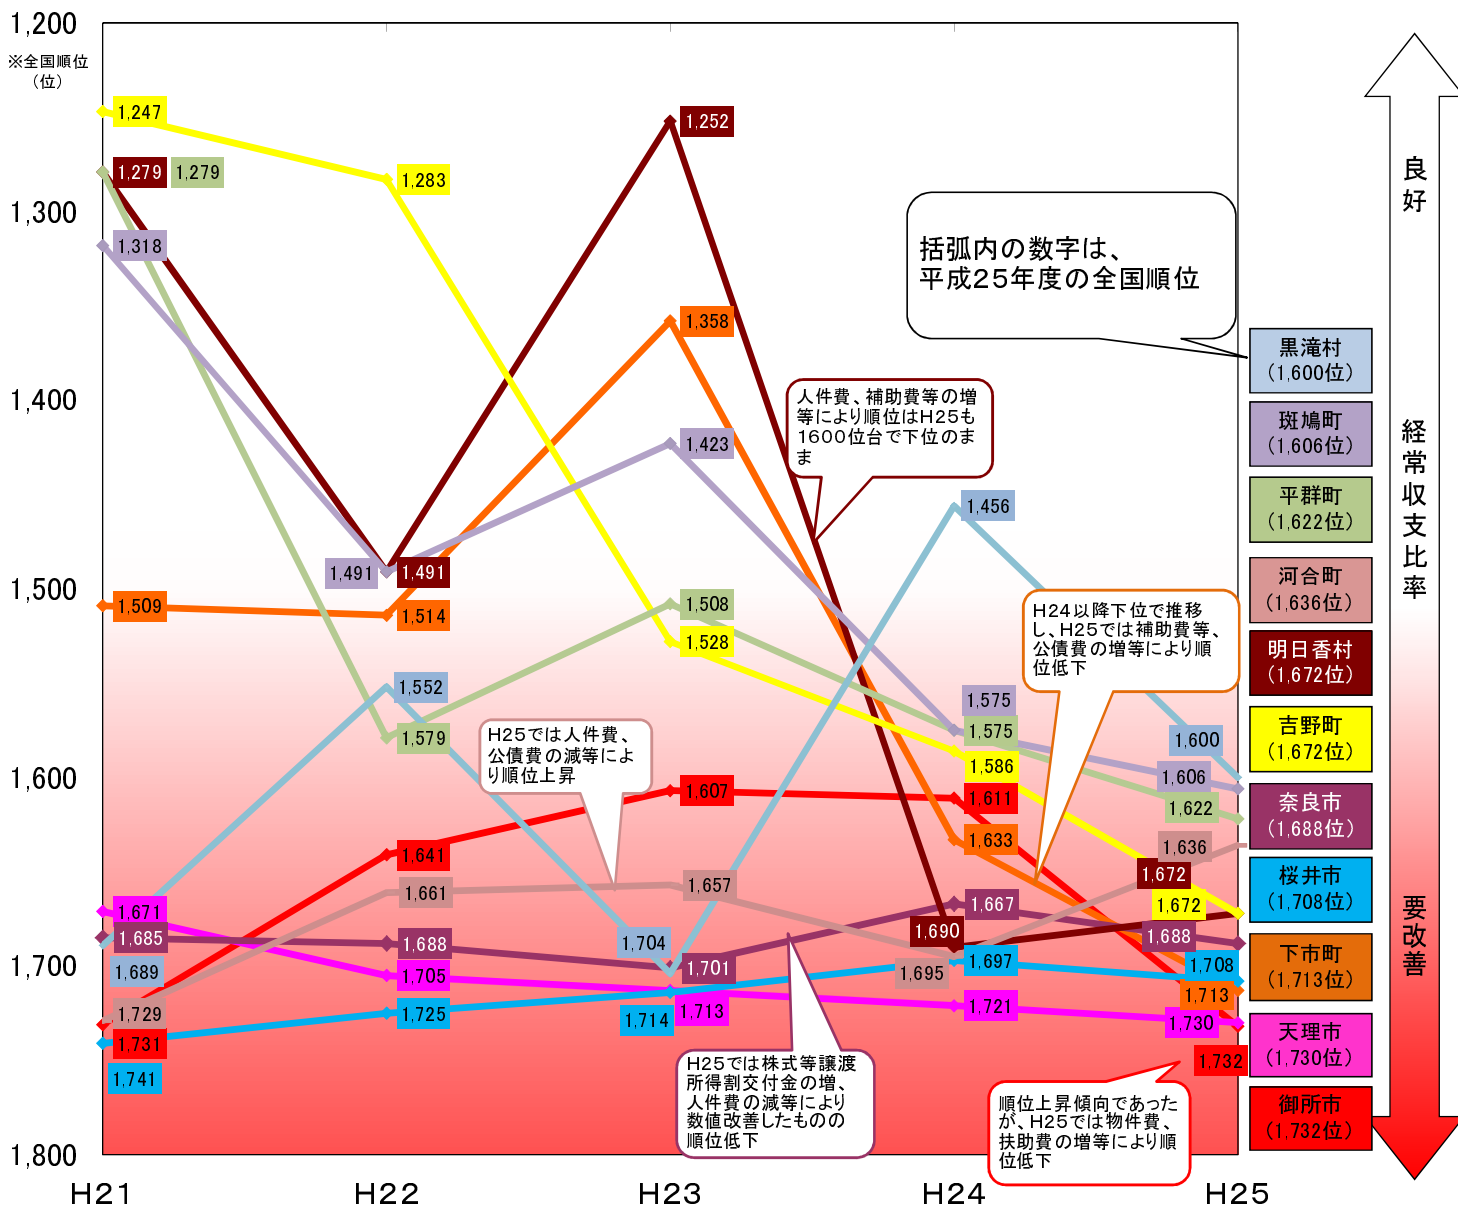 1,200
※全国順位
（位）
1,300
1,400
1,500
1,600
1,700
1,800
H21
H22
H23
H24
H25
1,247
1,279
1,279
1,318
1,509
1,671
1,685
1,689
1,729
1,731
1,741
1,283
1,491
1,491
1,514
1,552
1,579
1,641
1,661
1,688
1,705
1,725
1,252
1,358
1,423
1,508
1,528
1,607
1,657
1,704
1,701
1,714
1,713
1,456
1,575
1,575
1,586
1,611
1,633
1,667
1,690
1,695
1,697
1,721
1,600
1,606
1,622
1,636
1,672
1,672
1,688
1,708
1,713
1,730
1,732
括弧内の数字は、
平成25年度の全国順位
人件費、補助費等の増
等により順位はH25も
1600位台で下位のま
ま
H24以降下位で推移
し、H25では補助費等、
公債費の増等により順
位低下
H25では人件費、
公債費の減等によ
り順位上昇
H25では株式等譲渡
所得割交付金の増、
人件費の減等により
数値改善したものの
順位低下
順位上昇傾向であった
が、H25では物件費、
扶助費の増等により順
位低下
黒滝村
（1,600位）
斑鳩町
（1,606位）
平群町
（1,622位）
河合町
（1,636位）
明日香村
（1,672位）
吉野町
（1,672位）
奈良市
（1,688位）
桜井市
（1,708位）
下市町
（1,713位）
天理市
（1,730位）
御所市
（1,732位）
良好
経常収支比率
要改善